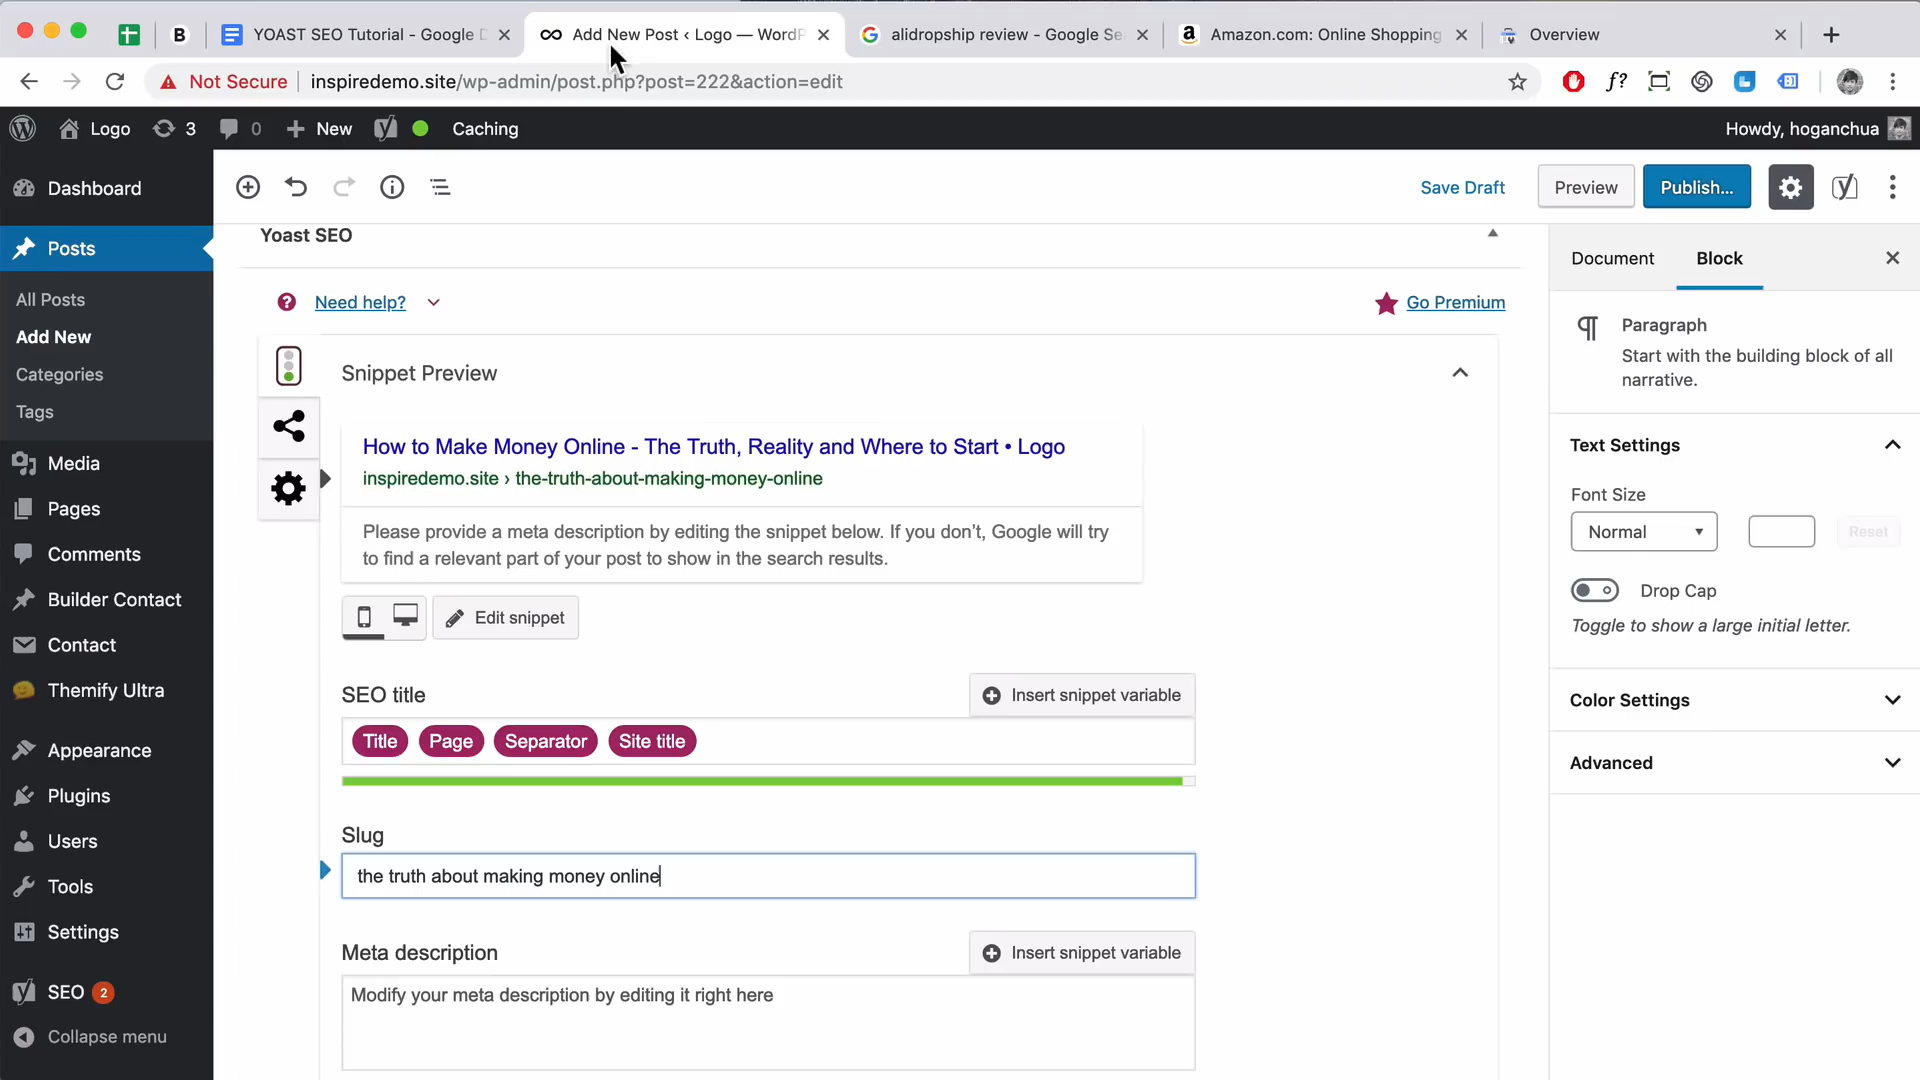 YOAST SEO Tutorial - Google D
Add New Post ‹ Logo — WordP
alidropship review - Google Se
Amazon.com: Online Shopping
Overview
Not Secure
inspiredemo.site/wp-admin/post.php?post=222&action=edit
f?
Logo
3
0
New
Caching
Howdy, hoganchua
Dashboard
Posts
All Posts
Add New
Categories
Tags
Media
Pages
Comments
Builder Contact
Contact
Themify Ultra
Appearance
Plugins
Users
Tools
Settings
SEO 2
Collapse menu
Save Draft
Preview
Publish...
Yoast SEO
Need help?
Go Premium
Snippet Preview
How to Make Money Online - The Truth, Reality and Where to Start • Logo
inspiredemo.site › the-truth-about-making-money-online
Please provide a meta description by editing the snippet below. If you don’t, Google will try
to find a relevant part of your post to show in the search results.
Edit snippet
SEO title
Insert snippet variable
Title
Page
Separator
Site title
Slug
the truth about making money online
Meta description
Insert snippet variable
Modify your meta description by editing it right here
Document
Block
Paragraph
Start with the building block of all
narrative.
Text Settings
Font Size
Normal
Reset
Drop Cap
Toggle to show a large initial letter.
Color Settings
Advanced